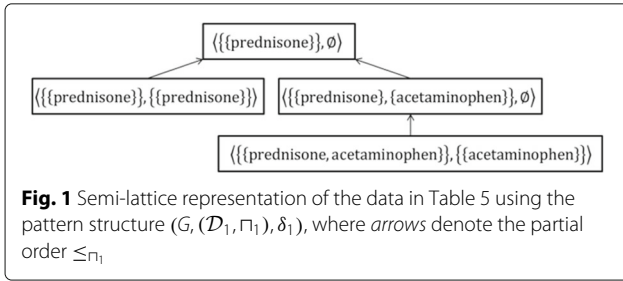 ⟨{{prednisone}},∅⟩
⟨{{prednisone}},{{prednisone}}⟩ ⟨{{prednisone},{acetaminophen}},∅⟩
⟨{{prednisone, acetaminophen}},{{acetaminophen}}⟩
Fig. 1 Semi-lattice representation of the data in Table 5 using the
pattern structure (G, (𝒟₁, ⊓₁), δ₁), where arrows denote the partial
order ≤⊓₁